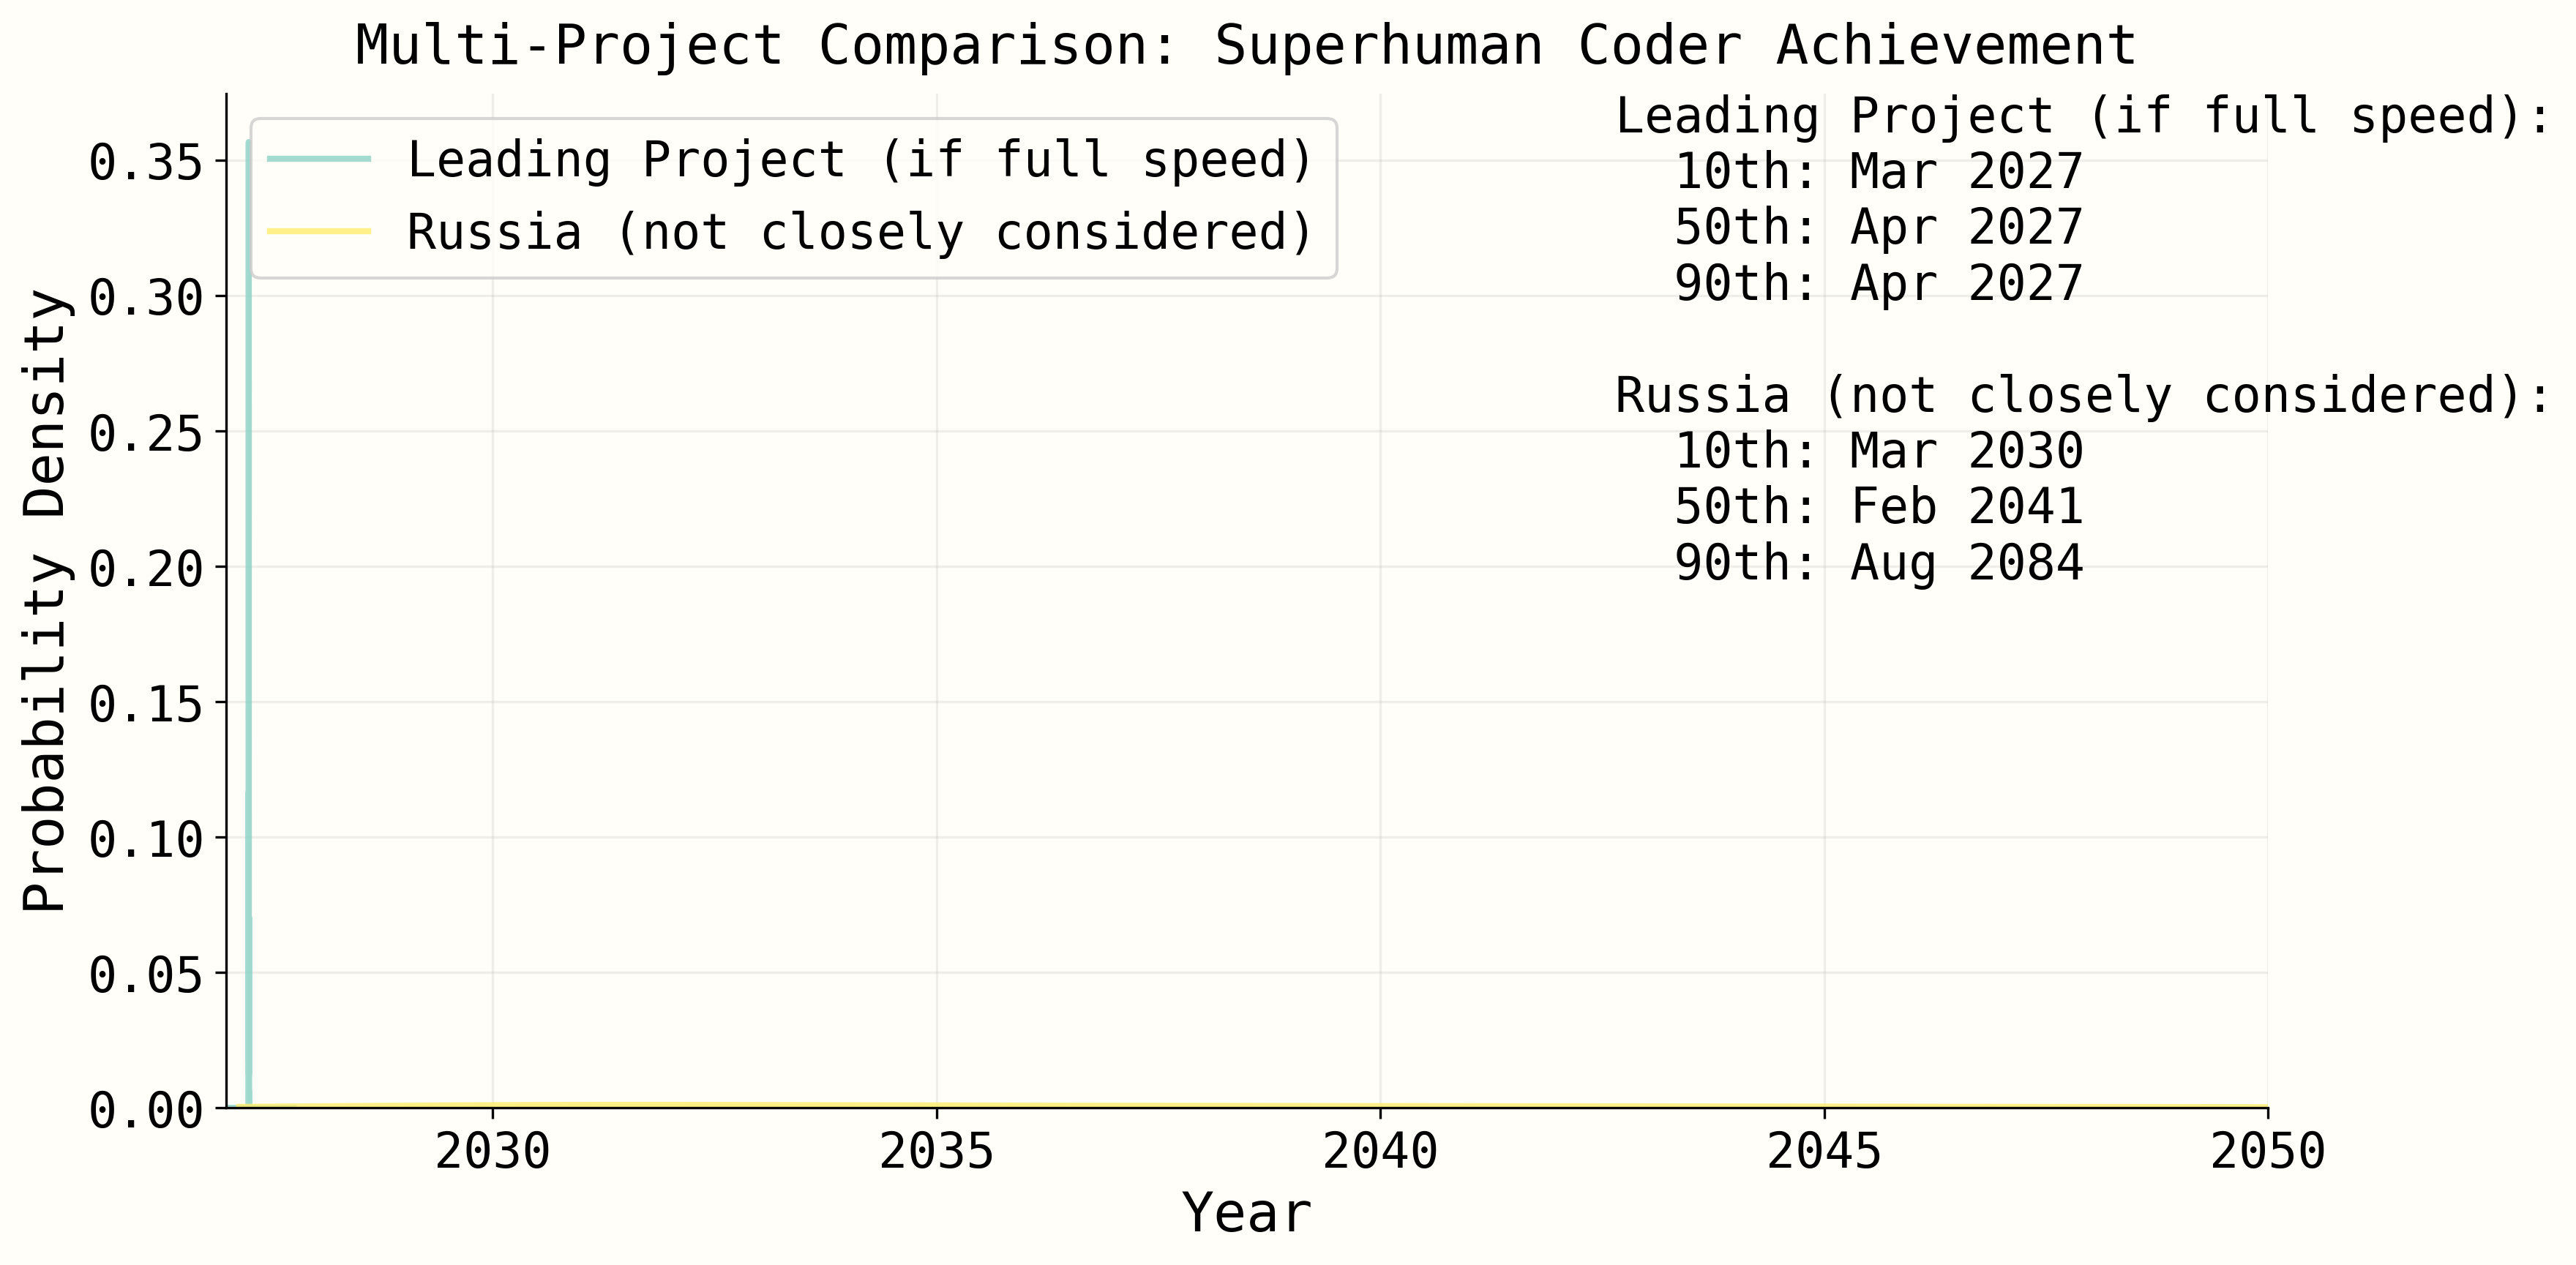 Multi-Project Comparison: Superhuman Coder Achievement
Leading Project (if full speed)
Russia (not closely considered)
Leading Project (if full speed):
10th: Mar 2027
50th: Apr 2027
90th: Apr 2027
Russia (not closely considered):
10th: Mar 2030
50th: Feb 2041
90th: Aug 2084
Probability Density
0.35
0.30
0.25
0.20
0.15
0.10
0.05
0.00
2030 2035 2040 2045 2050
Year